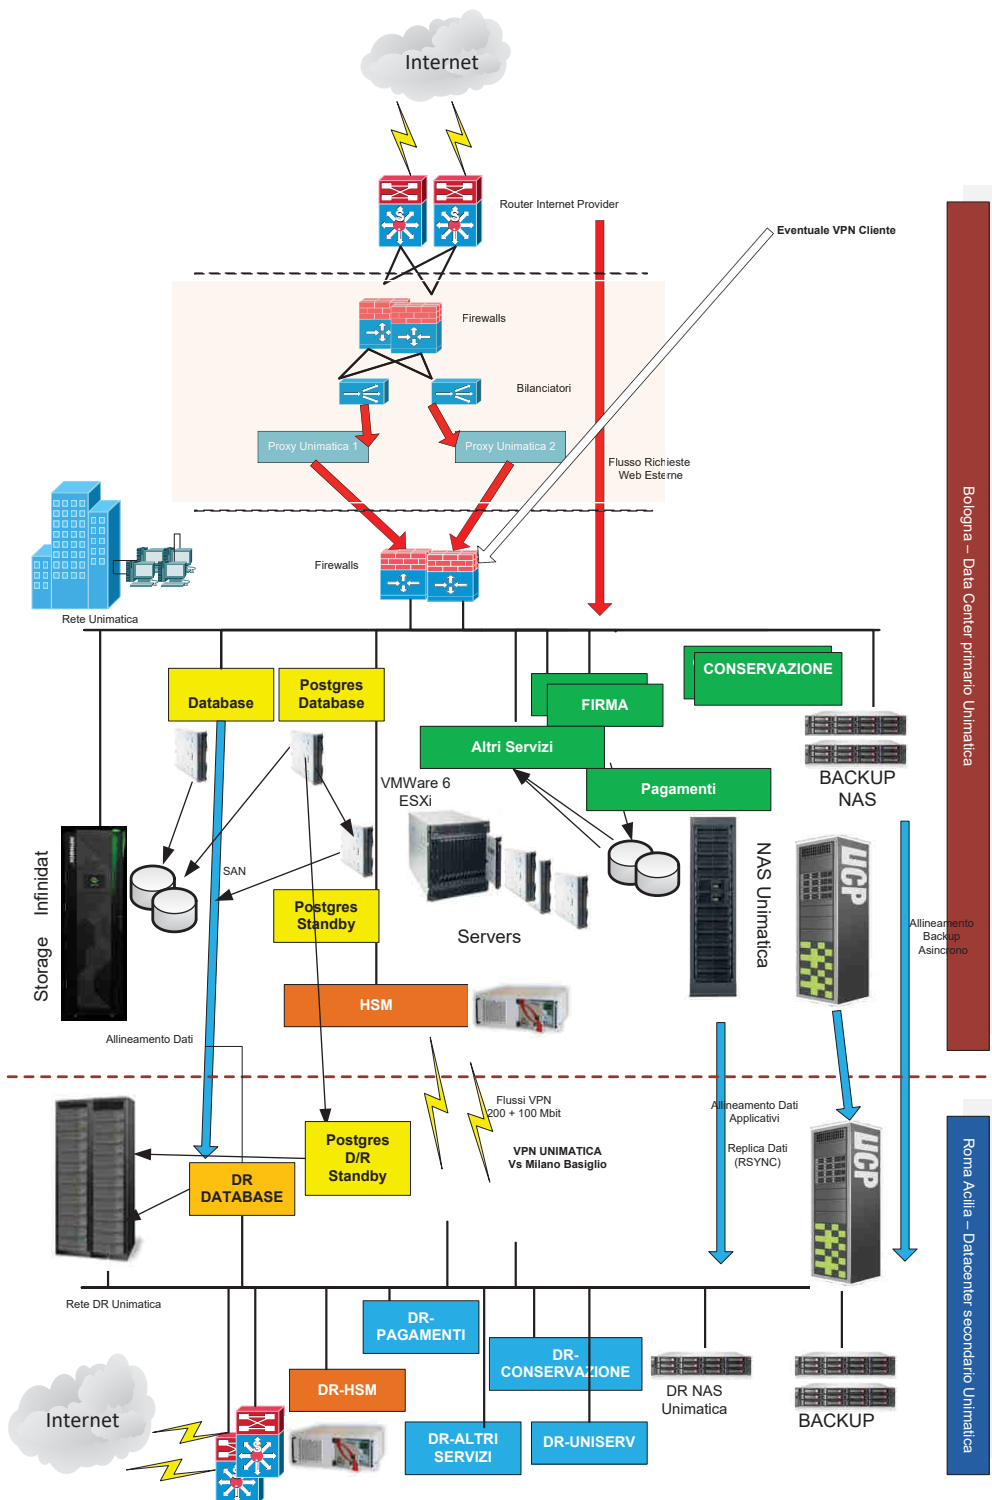 Internet
Router Internet Provider
Eventuale VPN Cliente
Firewalls
Bilanciatori
Proxy Unimatica 1
Proxy Unimatica 2
Flusso Richieste
Web Esterne
Firewalls
Rete Unimatica
Bologna – Data Center primario Unimatica
Database
Postgres
Database
FIRMA
CONSERVAZIONE
Altri Servizi
Pagamenti
BACKUP
NAS
VMWare 6
ESXi
Storage Infinidat
SAN
Postgres
Standby
Servers
NAS Unimatica
UCP
Allineamento
Backup
Asincrono
HSM
Allineamento Dati
Flussi VPN
200 + 100 Mbit
VPN UNIMATICA
Vs Milano Basiglio
Allineamento Dati
Applicativi
Replica Dati
(RSYNC)
UCP
Postgres
D/R
Standby
DR
DATABASE
Roma Acilia – Datacenter secondario Unimatica
Rete DR Unimatica
DR-
PAGAMENTI
DR-
CONSERVAZIONE
DR-HSM
DR NAS
Unimatica
BACKUP
Internet
DR-ALTRI
SERVIZI
DR-UNISERV